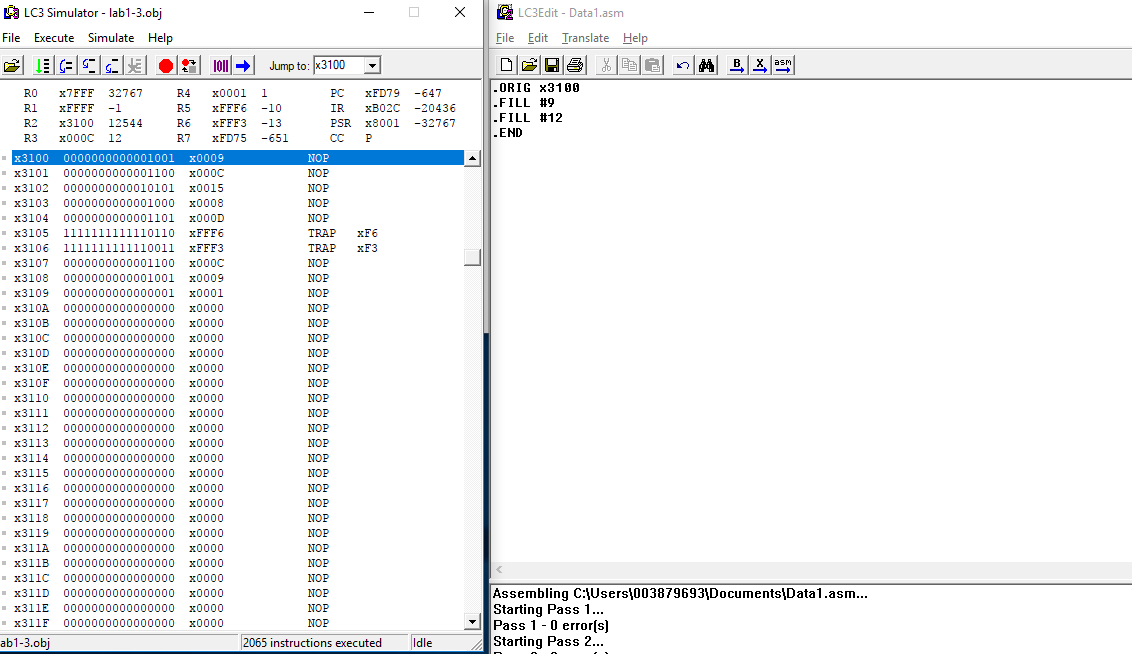 LC3 Simulator - lab1-3.obj
File Execute Simulate Help
Jump to: x3100
R0 x7FFF 32767 R4 x0001 1 PC xFD79 -647
R1 xFFFF -1 R5 xFFF6 -10 IR xB02C -20436
R2 x3100 12544 R6 xFFF3 -13 PSR x8001 -32767
R3 x000C 12 R7 xFD75 -651 CC P
x3100 0000000000001001 x0009 NOP
x3101 0000000000001100 x000C NOP
x3102 0000000000010101 x0015 NOP
x3103 0000000000001000 x0008 NOP
x3104 0000000000001101 x000D NOP
x3105 1111111111110110 xFFF6 TRAP xF6
x3106 1111111111110011 xFFF3 TRAP xF3
x3107 0000000000001100 x000C NOP
x3108 0000000000001001 x0009 NOP
x3109 0000000000000001 x0001 NOP
x310A 0000000000000000 x0000 NOP
x310B 0000000000000000 x0000 NOP
x310C 0000000000000000 x0000 NOP
x310D 0000000000000000 x0000 NOP
x310E 0000000000000000 x0000 NOP
x310F 0000000000000000 x0000 NOP
x3110 0000000000000000 x0000 NOP
x3111 0000000000000000 x0000 NOP
x3112 0000000000000000 x0000 NOP
x3113 0000000000000000 x0000 NOP
x3114 0000000000000000 x0000 NOP
x3115 0000000000000000 x0000 NOP
x3116 0000000000000000 x0000 NOP
x3117 0000000000000000 x0000 NOP
x3118 0000000000000000 x0000 NOP
x3119 0000000000000000 x0000 NOP
x311A 0000000000000000 x0000 NOP
x311B 0000000000000000 x0000 NOP
x311C 0000000000000000 x0000 NOP
x311D 0000000000000000 x0000 NOP
x311E 0000000000000000 x0000 NOP
x311F 0000000000000000 x0000 NOP
ab1-3.obj 2065 instructions executed Idle
LC3Edit - Data1.asm
File Edit Translate Help
B X asm
.ORIG x3100
.FILL #9
.FILL #12
.END
Assembling C:\Users\003879693\Documents\Data1.asm...
Starting Pass 1...
Pass 1 - 0 error(s)
Starting Pass 2...